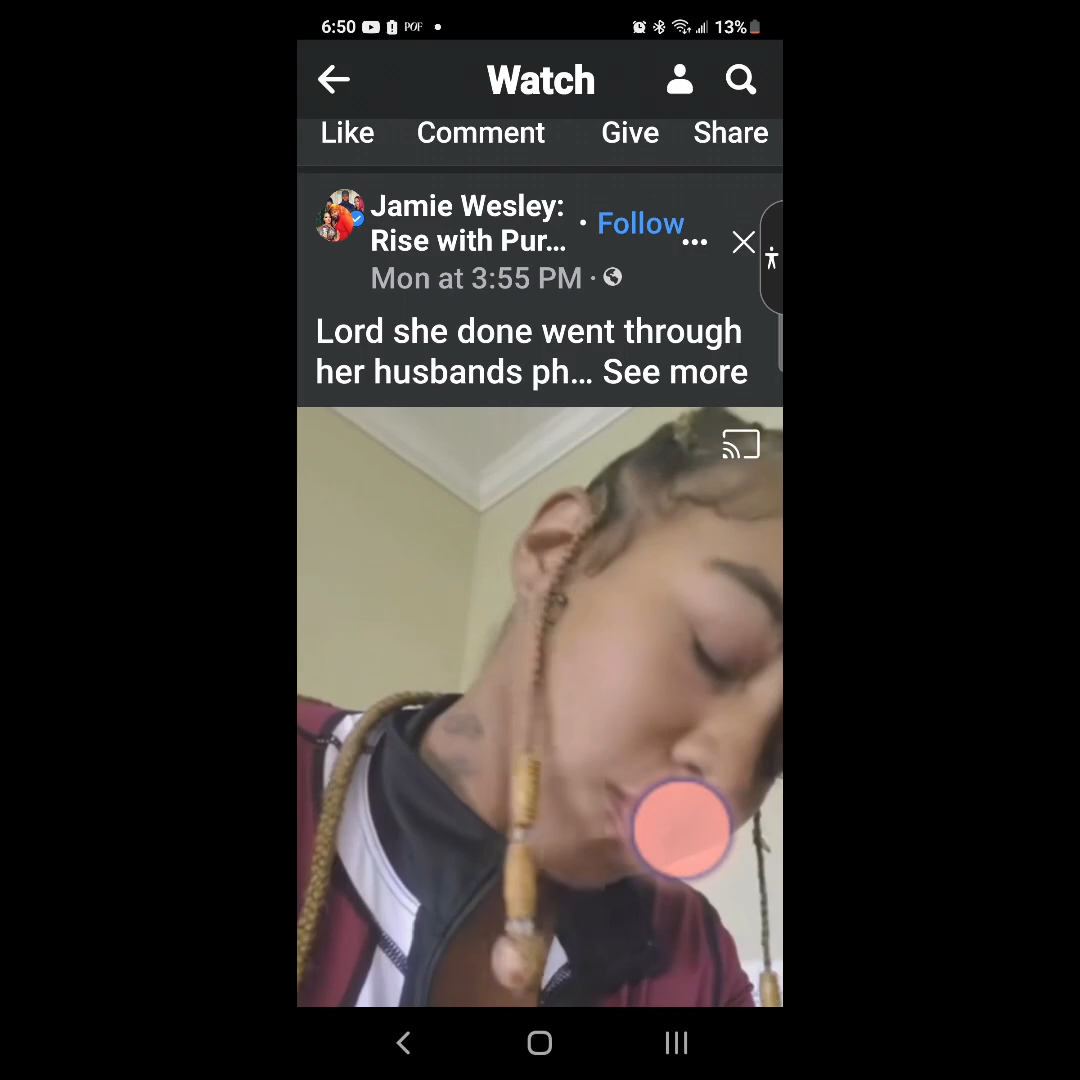 6:50 POF 13%
Watch
Like Comment Give Share
Jamie Wesley:
Rise with Pur... · Follow
Mon at 3:55 PM ·
Lord she done went through
her husbands ph... See more